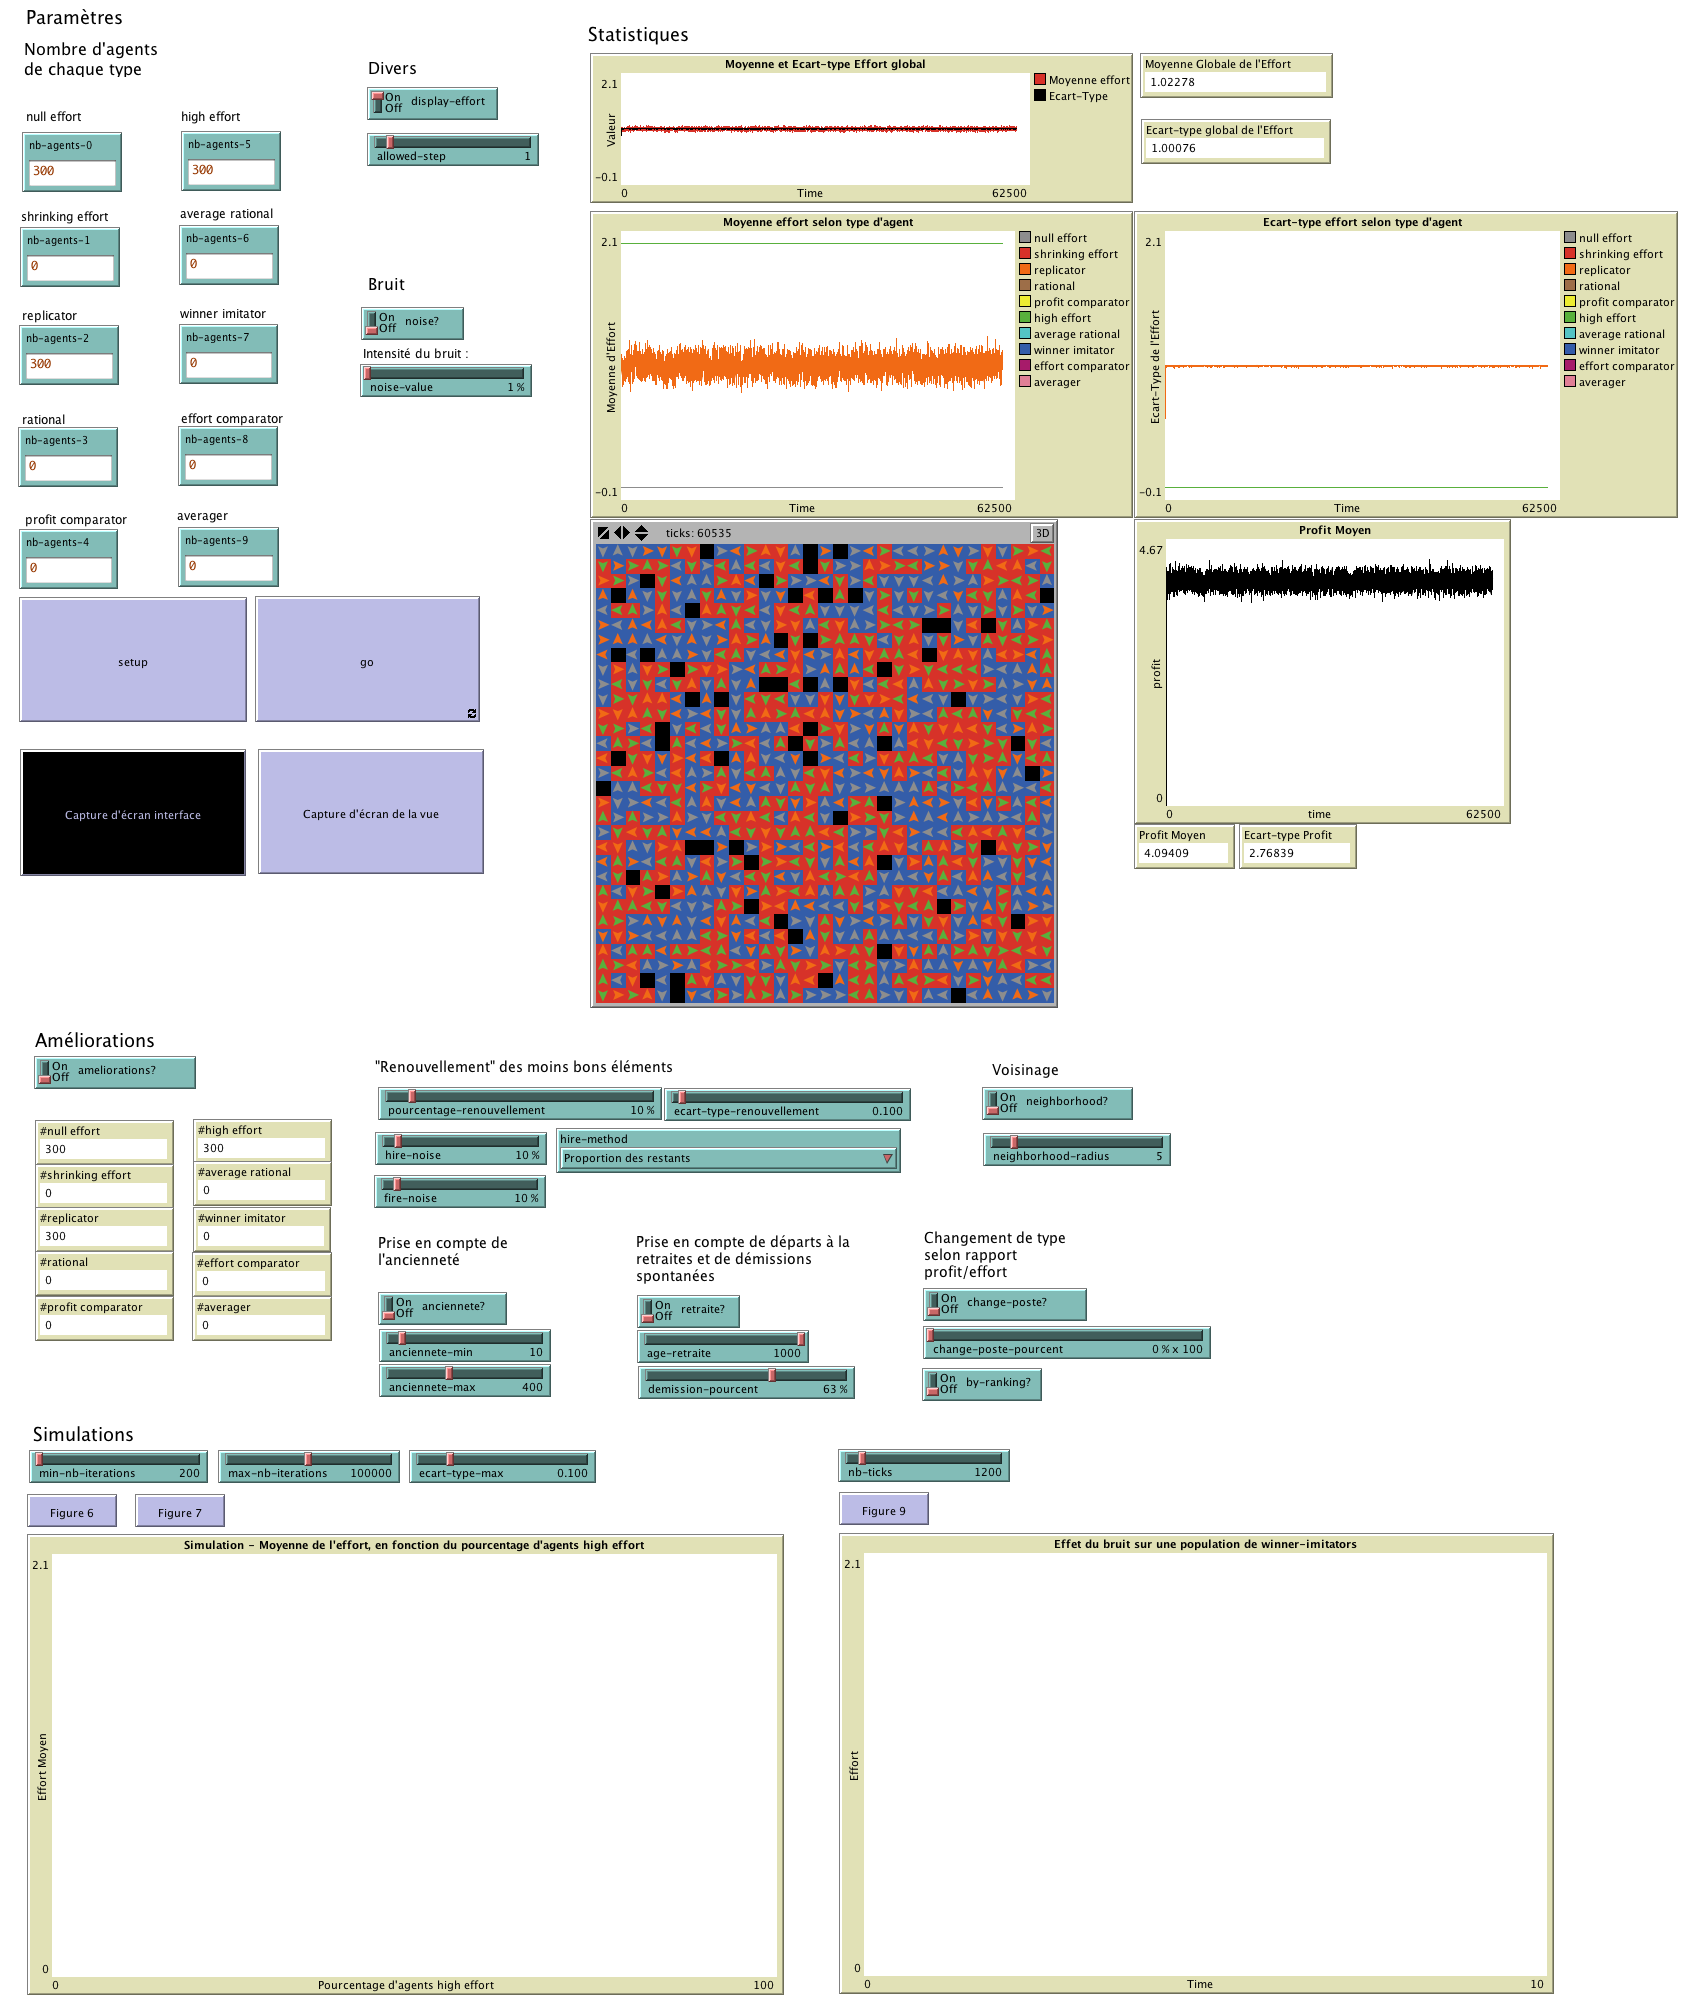 Paramètres
Nombre d'agents
de chaque type
null effort
high effort
nb-agents-0
300
nb-agents-5
300
shrinking effort
average rational
nb-agents-1
0
nb-agents-6
0
replicator
winner imitator
nb-agents-2
300
nb-agents-7
0
rational
effort comparator
nb-agents-3
0
nb-agents-8
0
profit comparator
averager
nb-agents-4
0
nb-agents-9
0
setup
go
Capture d'écran interface
Capture d'écran de la vue
Divers
On
Off
display-effort
allowed-step 1
Bruit
On
Off
noise?
Intensité du bruit :
noise-value 1 %
Statistiques
Moyenne et Ecart-type Effort global
2.1
Valeur
-0.1
0 Time 62500
Moyenne effort
Ecart-Type
Moyenne Globale de l'Effort
1.02278
Ecart-type global de l'Effort
1.00076
Moyenne effort selon type d'agent
2.1
Moyenne d'Effort
-0.1
0 Time 62500
null effort
shrinking effort
replicator
rational
profit comparator
high effort
average rational
winner imitator
effort comparator
averager
Ecart-type effort selon type d'agent
2.1
Ecart-Type de l'Effort
-0.1
0 Time 62500
null effort
shrinking effort
replicator
rational
profit comparator
high effort
average rational
winner imitator
effort comparator
averager
ticks: 60535
3D
Profit Moyen
4.67
profit
0
0 time 62500
Profit Moyen
4.09409
Ecart-type Profit
2.76839
Améliorations
On
Off
ameliorations?
#null effort
300
#high effort
300
#shrinking effort
0
#average rational
0
#replicator
300
#winner imitator
0
#rational
0
#effort comparator
0
#profit comparator
0
#averager
0
"Renouvellement" des moins bons éléments
pourcentage-renouvellement 10 %
ecart-type-renouvellement 0.100
hire-noise 10 %
hire-method
Proportion des restants
fire-noise 10 %
Voisinage
On
Off
neighborhood?
neighborhood-radius 5
Prise en compte de
l'ancienneté
On
Off
anciennete?
anciennete-min 10
anciennete-max 400
Prise en compte de départs à la
retraites et de démissions
spontanées
On
Off
retraite?
age-retraite 1000
demission-pourcent 63 %
Changement de type
selon rapport
profit/effort
On
Off
change-poste?
change-poste-pourcent 0 % x 100
On
Off
by-ranking?
Simulations
min-nb-iterations 200
max-nb-iterations 100000
ecart-type-max 0.100
nb-ticks 1200
Figure 6
Figure 7
Figure 9
Simulation - Moyenne de l'effort, en fonction du pourcentage d'agents high effort
2.1
Effort Moyen
0
0 Pourcentage d'agents high effort 100
Effet du bruit sur une population de winner-imitators
2.1
Effort
0
0 Time 10